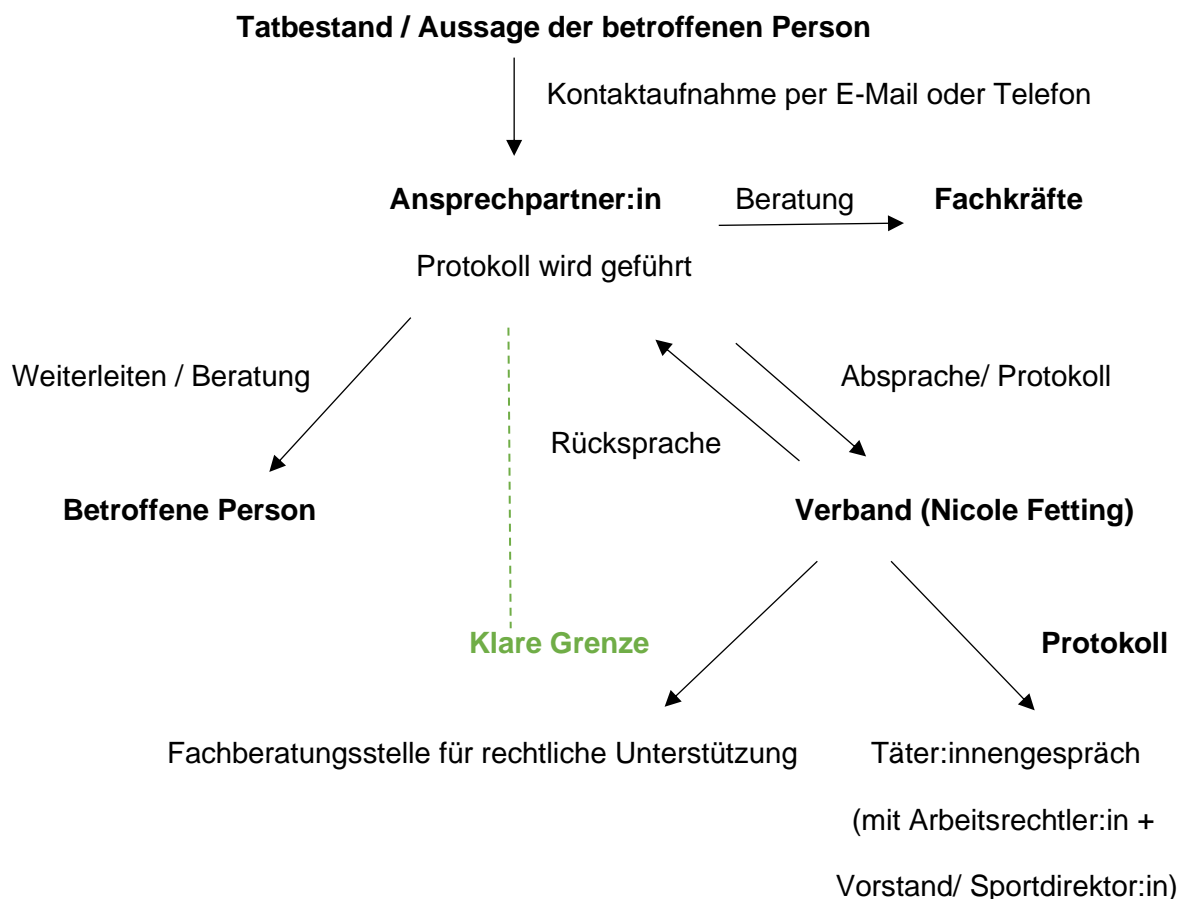 Tatbestand / Aussage der betroffenen Person
Kontaktaufnahme per E-Mail oder Telefon
Ansprechpartner:in
Beratung
Fachkräfte
Protokoll wird geführt
Weiterleiten / Beratung
Absprache/ Protokoll
Rücksprache
Betroffene Person
Verband (Nicole Fetting)
Klare Grenze
Protokoll
Fachberatungsstelle für rechtliche Unterstützung
Täter:innengespräch
(mit Arbeitsrechtler:in +
Vorstand/ Sportdirektor:in)